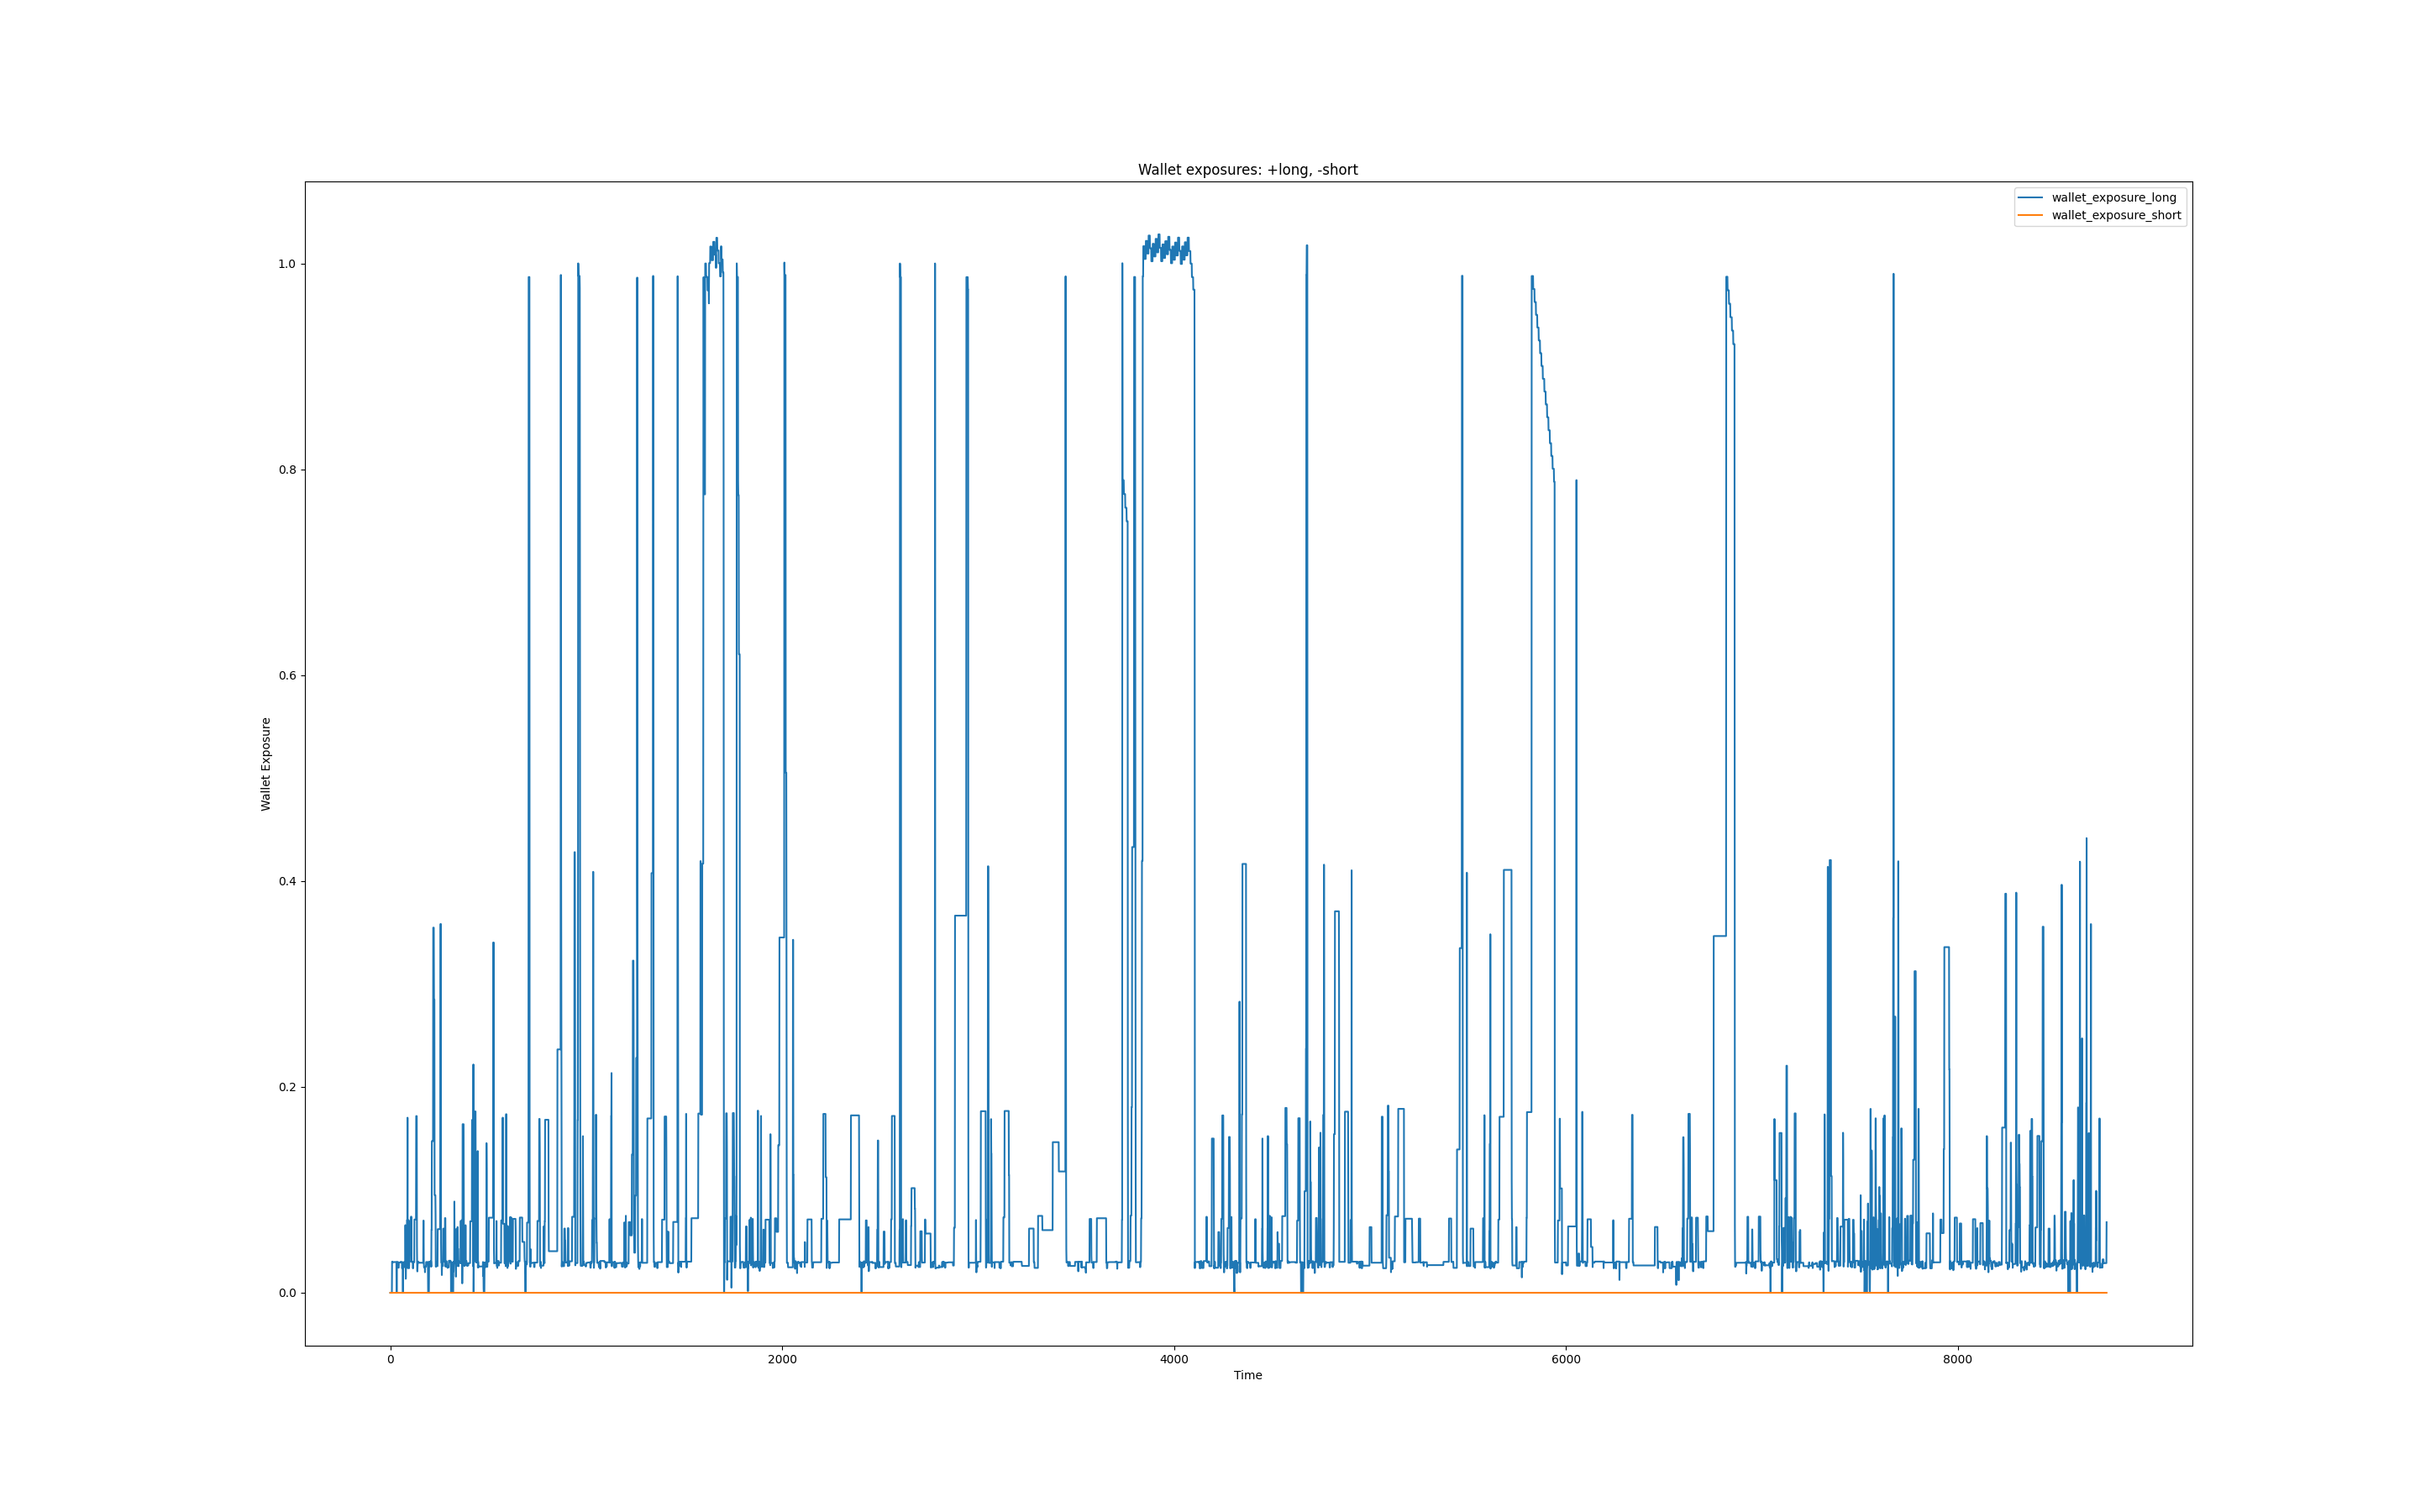 Wallet exposures: +long, -short
wallet_exposure_long
wallet_exposure_short
1.0
0.8
0.6
0.4
0.2
0.0
Wallet Exposure
0 2000 4000 6000 8000
Time